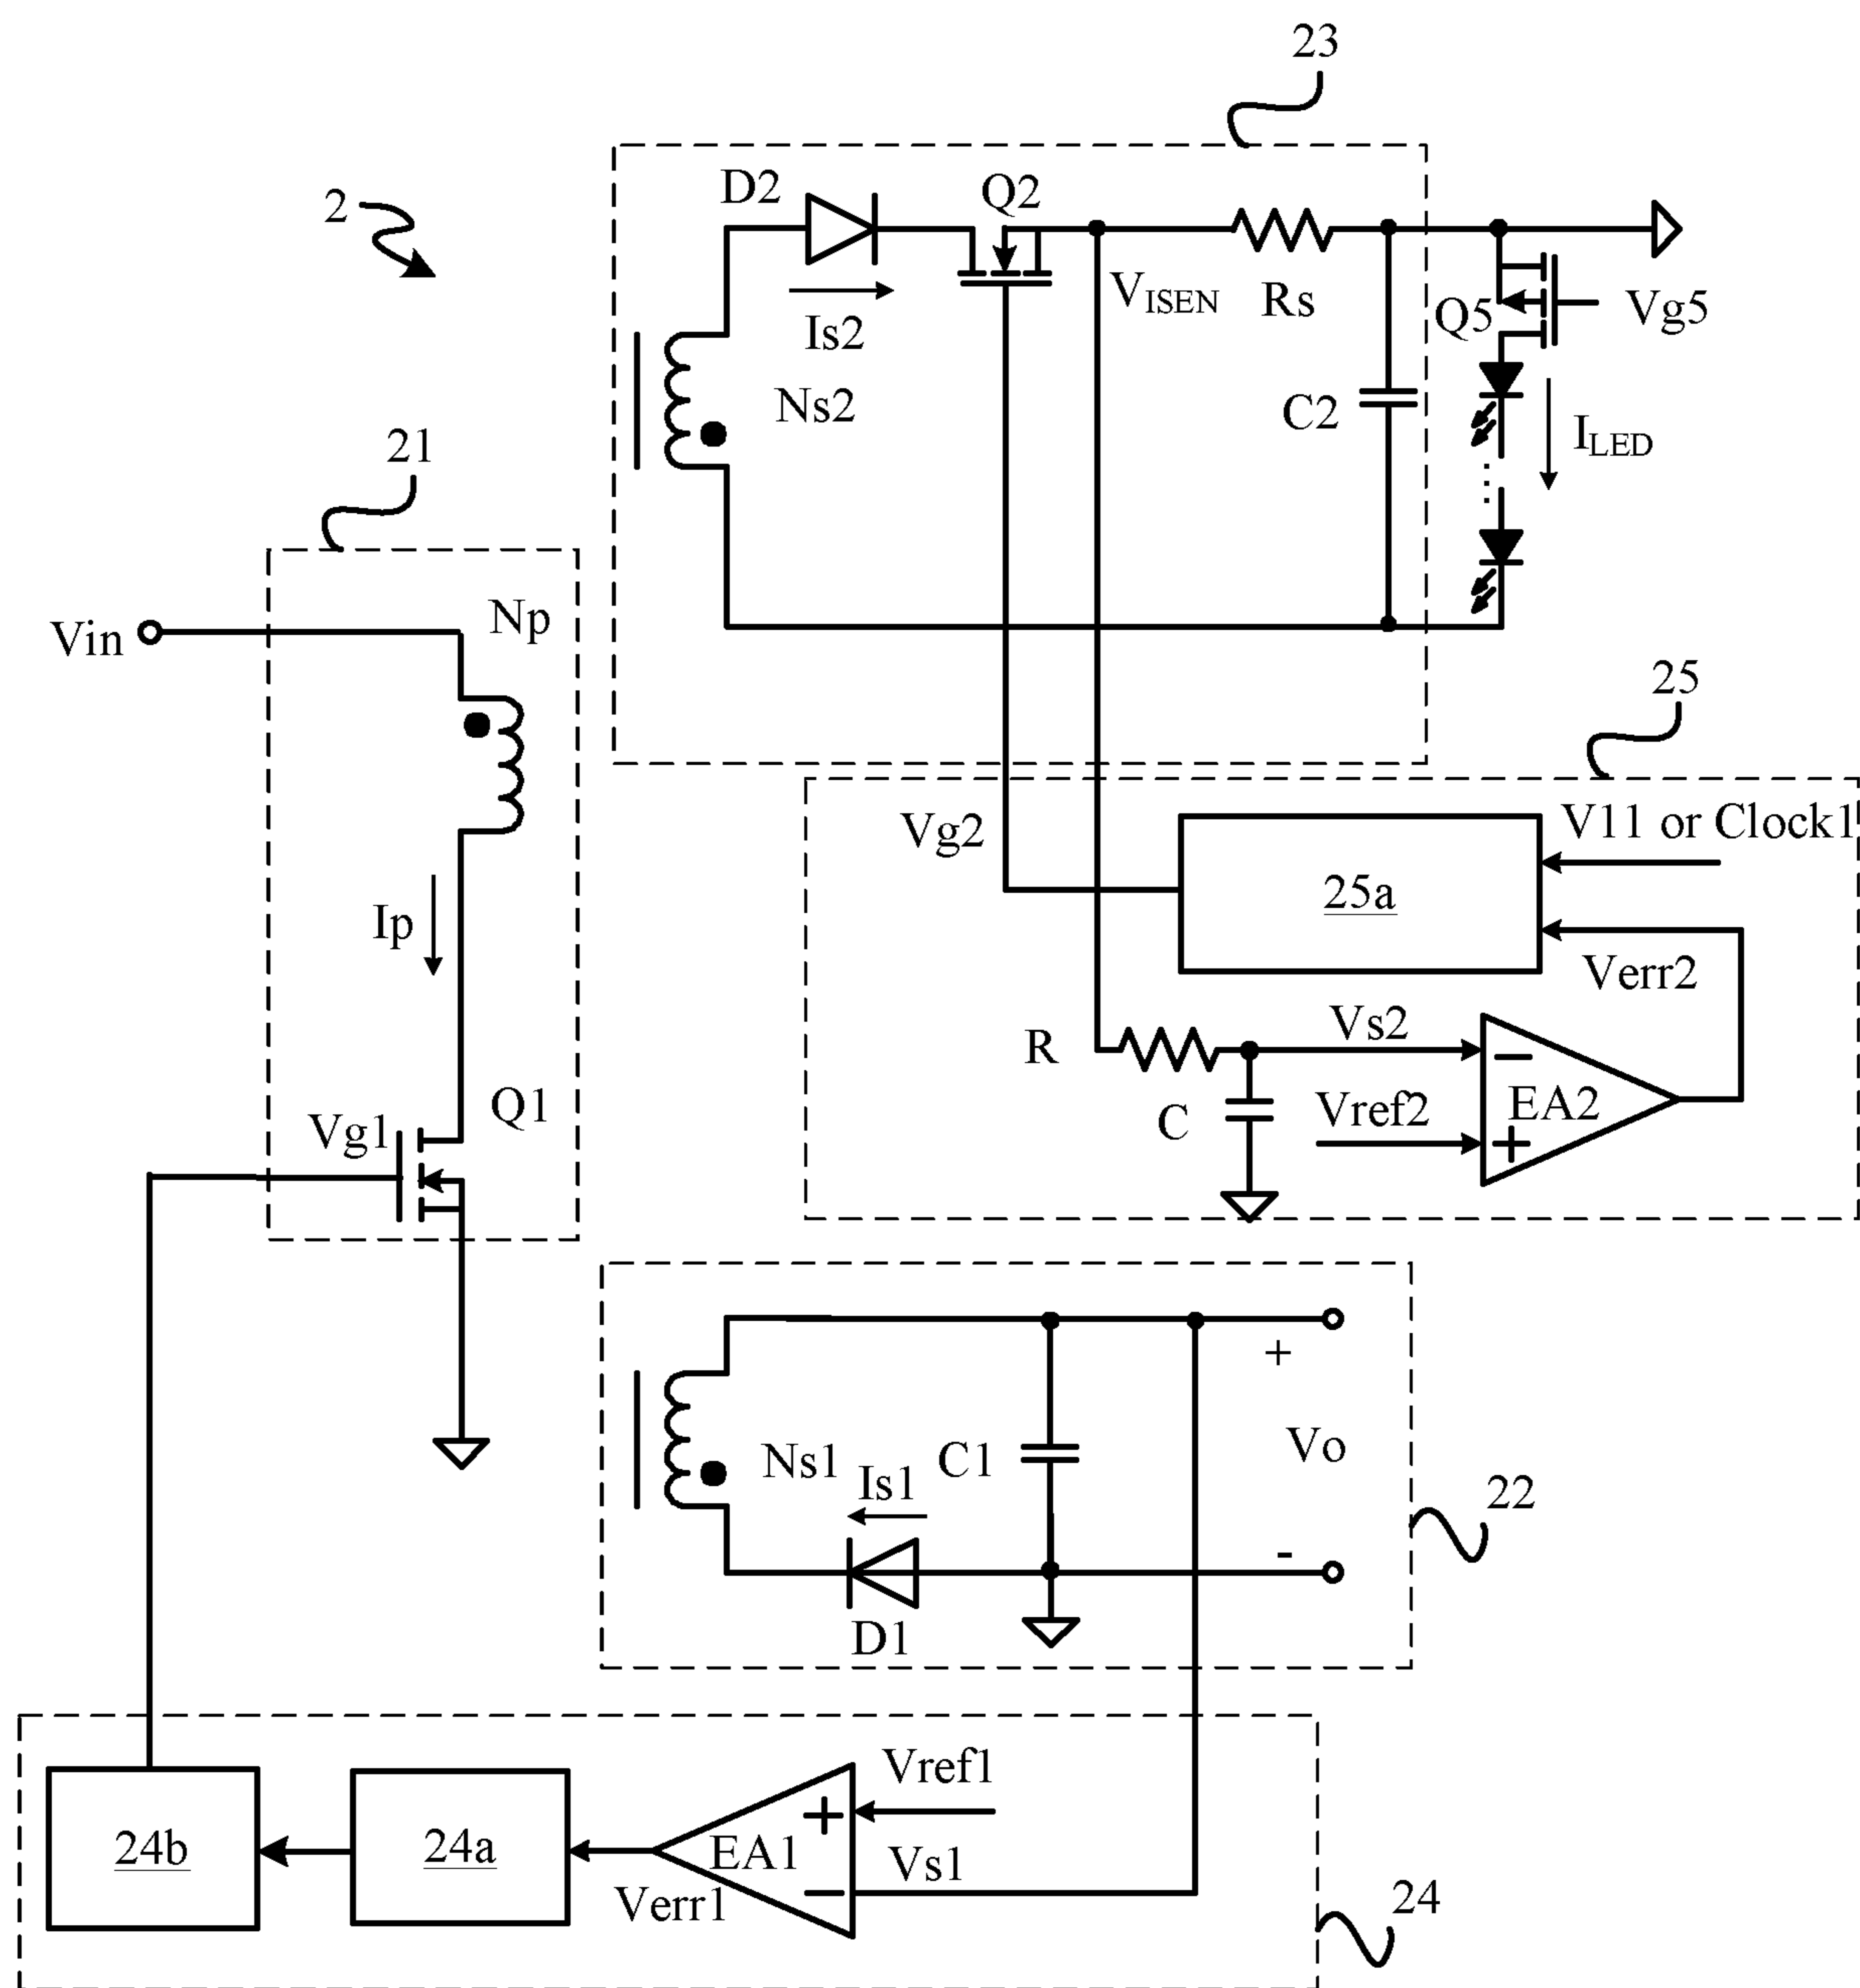 23
D2
Q2
2
VISEN
Rs
Q5
Vg5
Is2
Ns2
C2
ILED
21
Np
Vin
25
Vg2
V11 or Clock1
25a
Ip
Verr2
Vs2
R
Q1
C
Vref2
EA2
−
+
Vg1
+
Ns1
C1
Vo
Is1
22
-
D1
Vref1
+
24b
24a
EA1
Vs1
−
Verr1
24